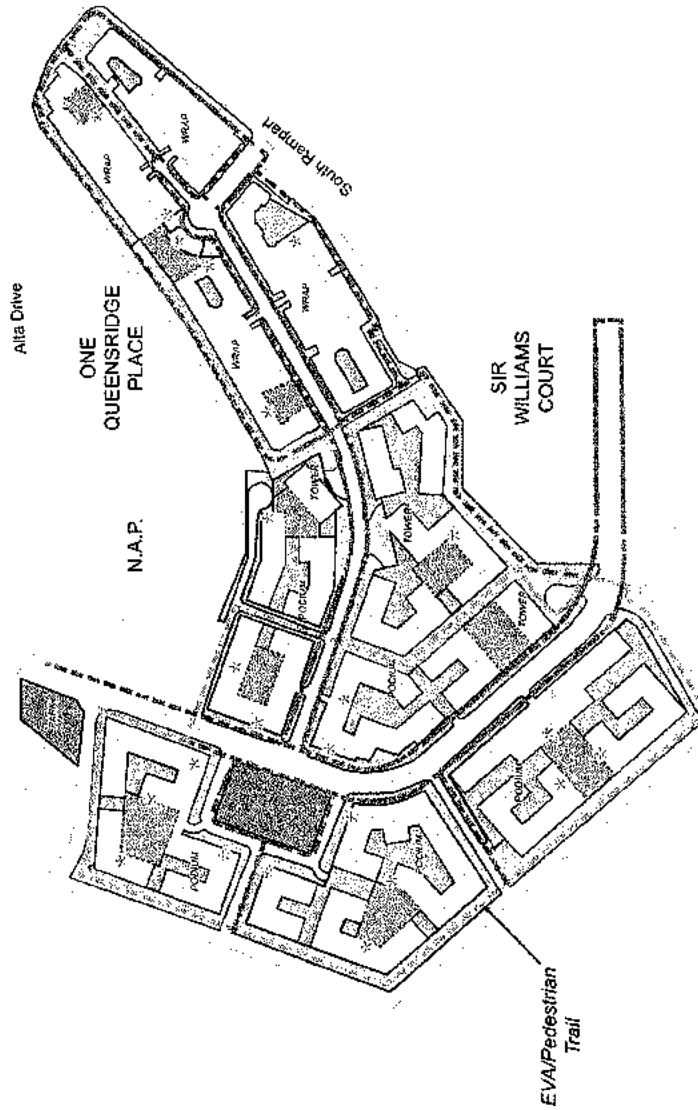 Alta Drive
ONE
QUEENSRIDGE
PLACE
N.A.P.
WRAP
WRAP
WRAP
WRAP
South Rampart
SIR
WILLIAMS
COURT
TOWER
PODIUM
TOWER
PODIUM
TOWER
PODIUM
PODIUM
PODIUM
EVA/Pedestrian
Trail